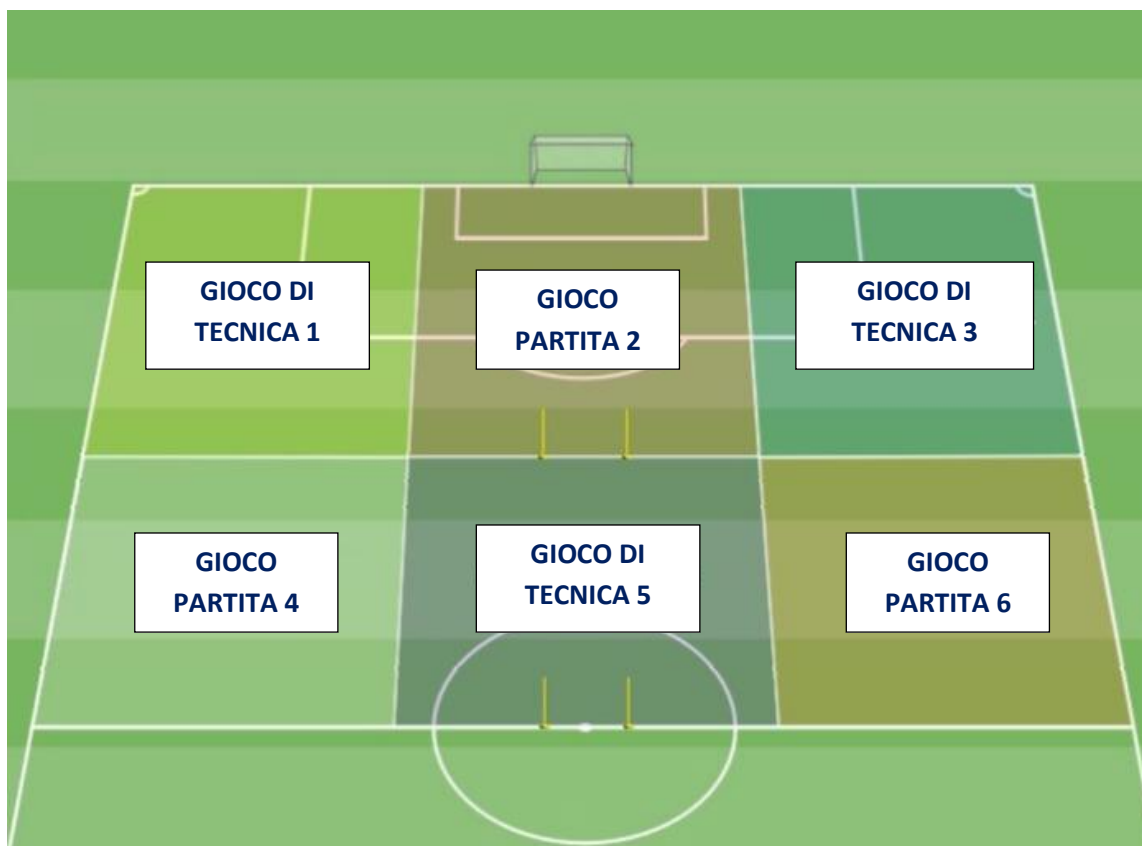 GIOCO DI
TECNICA 1
GIOCO
PARTITA 2
GIOCO DI
TECNICA 3
GIOCO
PARTITA 4
GIOCO DI
TECNICA 5
GIOCO
PARTITA 6